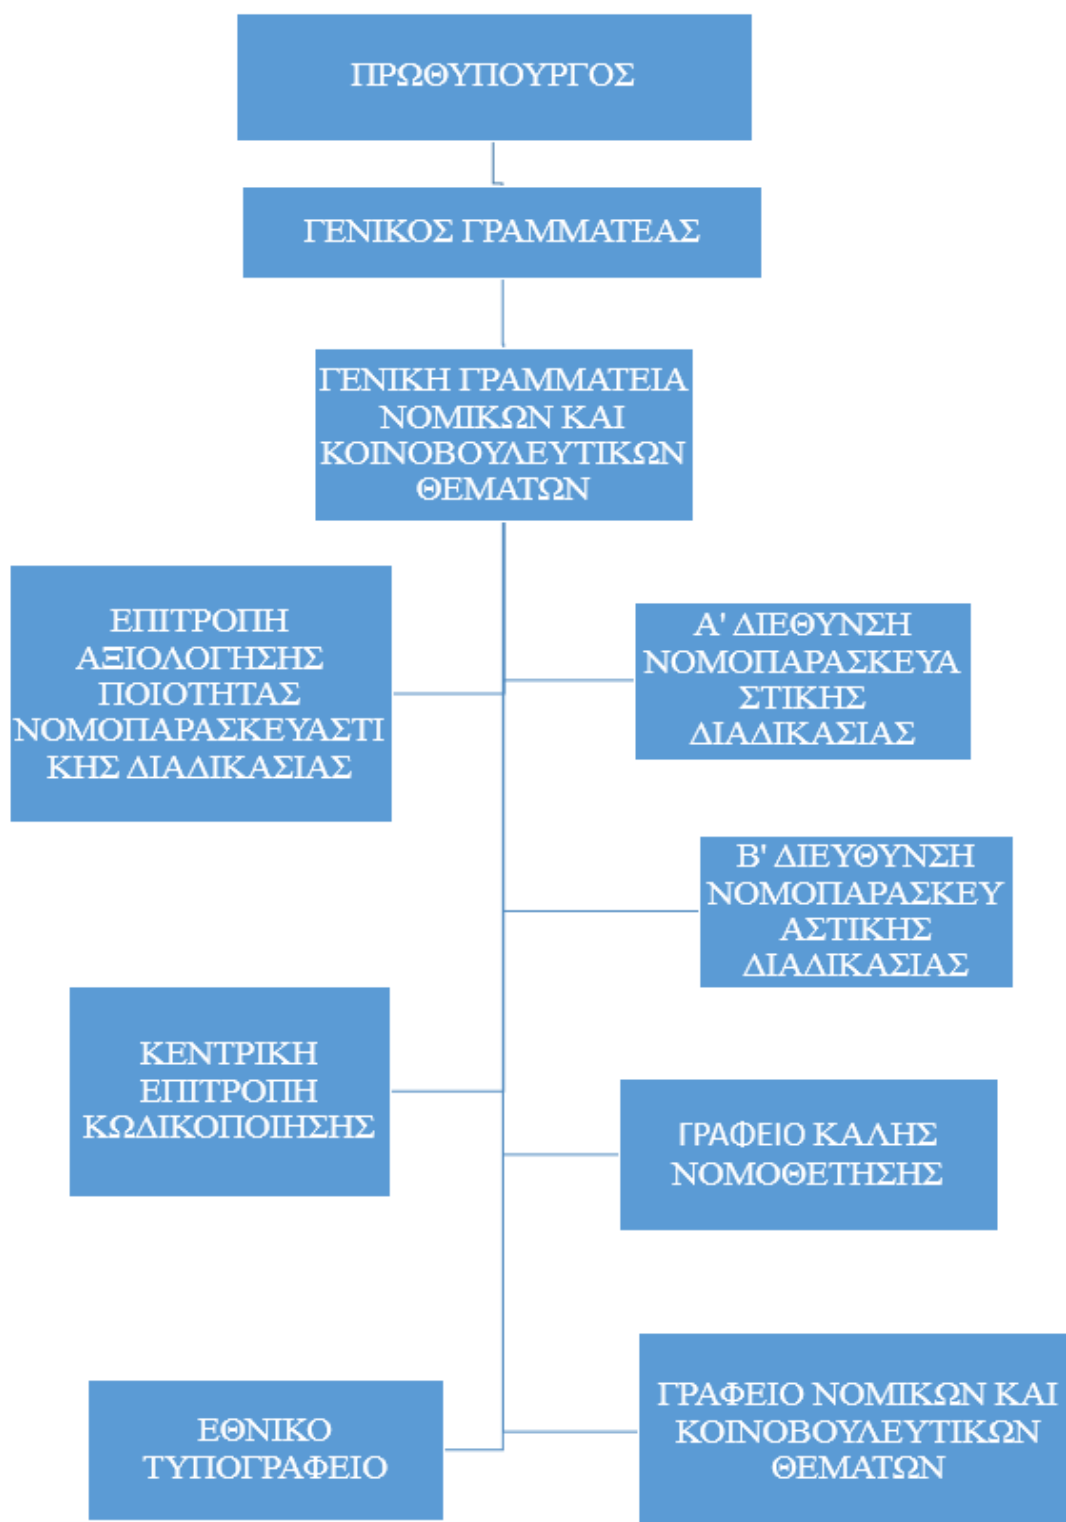 ΠΡΩΘΥΠΟΥΡΓΟΣ
ΓΕΝΙΚΟΣ ΓΡΑΜΜΑΤΕΑΣ
ΓΕΝΙΚΗ ΓΡΑΜΜΑΤΕΙΑ
ΝΟΜΙΚΩΝ ΚΑΙ
ΚΟΙΝΟΒΟΥΛΕΥΤΙΚΩΝ
ΘΕΜΑΤΩΝ
ΕΠΙΤΡΟΠΗ
ΑΞΙΟΛΟΓΗΣΗΣ
ΠΟΙΟΤΗΤΑΣ
ΝΟΜΟΠΑΡΑΣΚΕΥΑΣΤΙ
ΚΗΣ ΔΙΑΔΙΚΑΣΙΑΣ
Α' ΔΙΕΘΥΝΣΗ
ΝΟΜΟΠΑΡΑΣΚΕΥΑ
ΣΤΙΚΗΣ
ΔΙΑΔΙΚΑΣΙΑΣ
Β' ΔΙΕΥΘΥΝΣΗ
ΝΟΜΟΠΑΡΑΣΚΕΥ
ΑΣΤΙΚΗΣ
ΔΙΑΔΙΚΑΣΙΑΣ
ΚΕΝΤΡΙΚΗ
ΕΠΙΤΡΟΠΗ
ΚΩΔΙΚΟΠΟΙΗΣΗΣ
ΓΡΑΦΕΙΟ ΚΑΛΗΣ
ΝΟΜΟΘΕΤΗΣΗΣ
ΕΘΝΙΚΟ
ΤΥΠΟΓΡΑΦΕΙΟ
ΓΡΑΦΕΙΟ ΝΟΜΙΚΩΝ ΚΑΙ
ΚΟΙΝΟΒΟΥΛΕΥΤΙΚΩΝ
ΘΕΜΑΤΩΝ